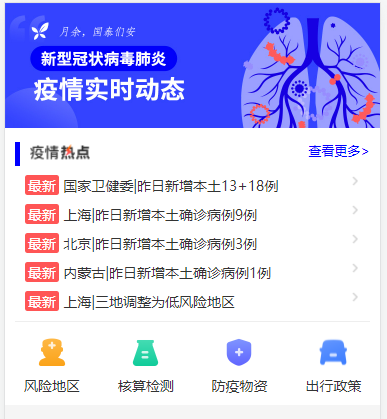 月余，国泰们安
新型冠状病毒肺炎
疫情实时动态
疫情热点
查看更多>
最新 国家卫健委|昨日新增本土13+18例
最新 上海|昨日新增本土确诊病例9例
最新 北京|昨日新增本土确诊病例3例
最新 内蒙古|昨日新增本土确诊病例1例
最新 上海|三地调整为低风险地区
风险地区
核算检测
防疫物资
出行政策